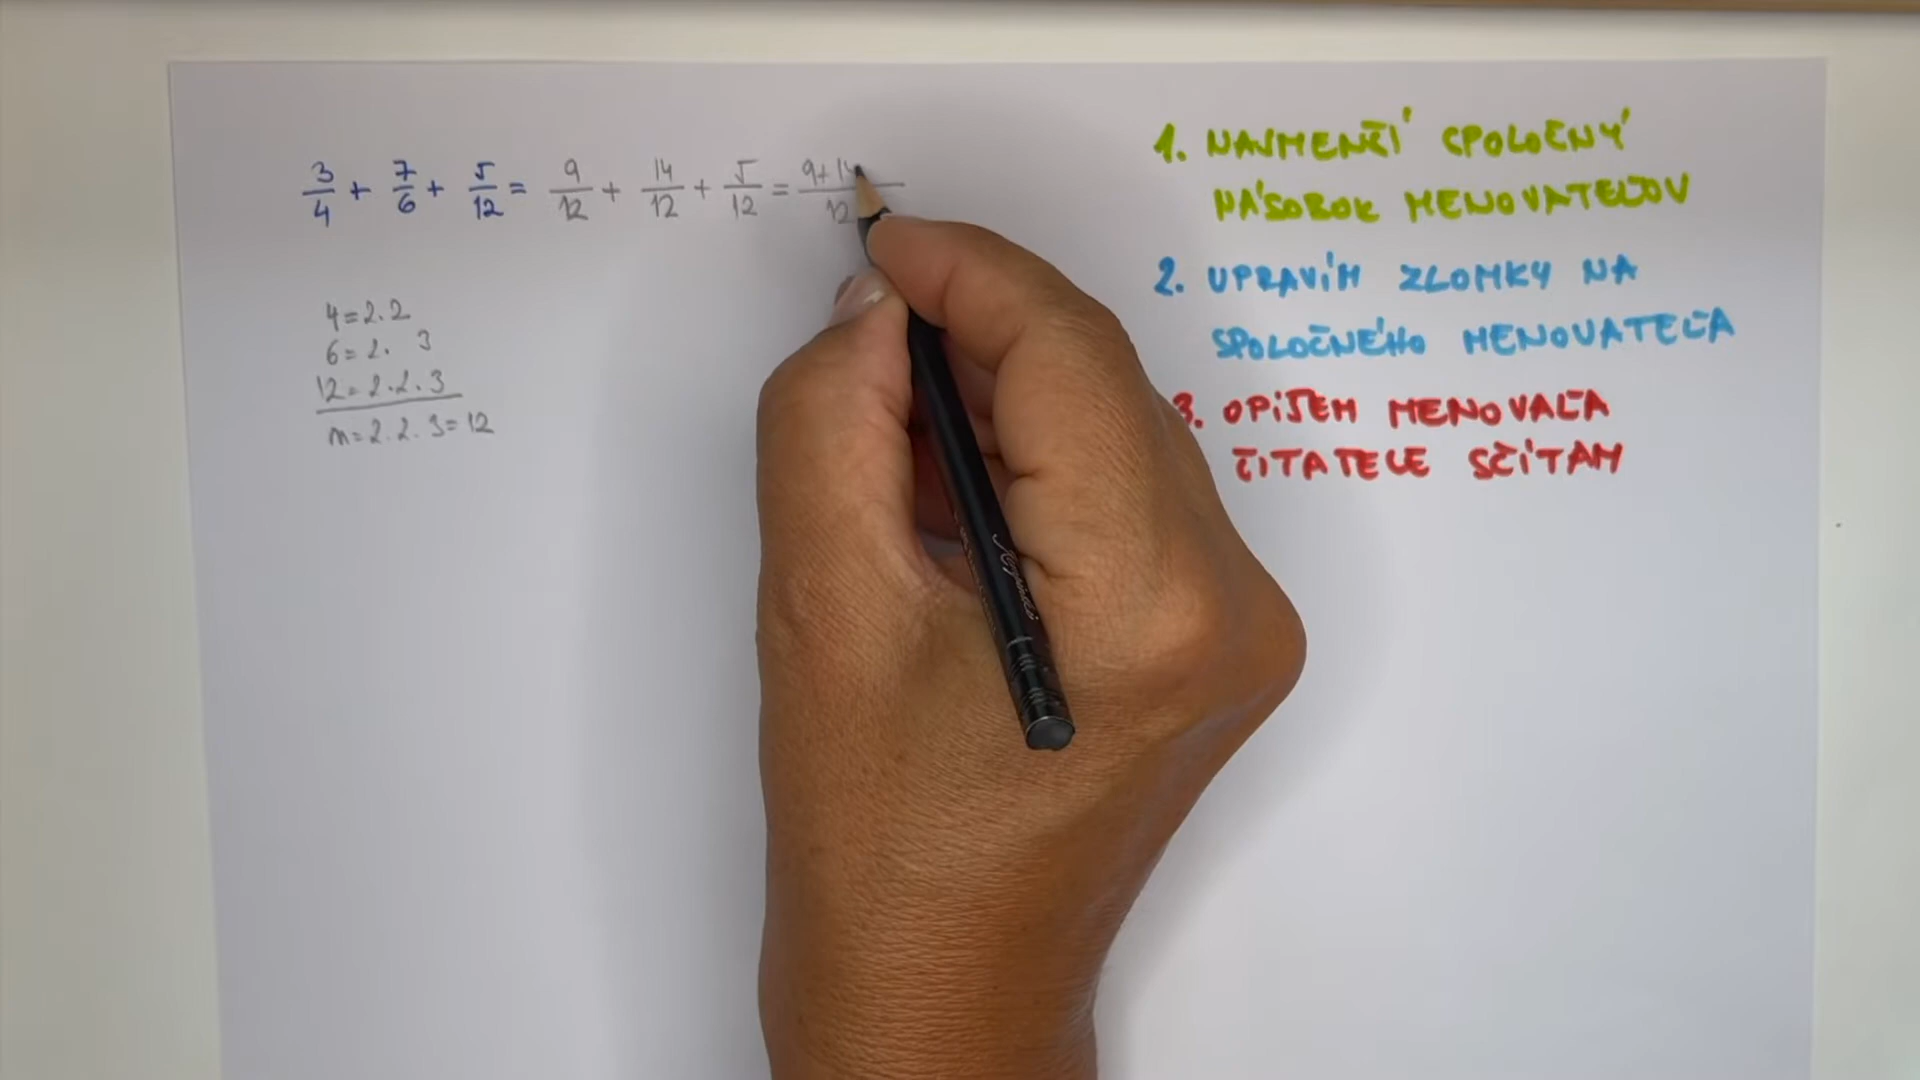 3/4 + 7/6 + 5/12 = 9/12 + 14/12 + 5/12 = 9+14/12
4=2.2
6=2. 3
12=2.2.3
n=2.2.3=12
1. NAJMENŠÍ SPOLOČNÝ
NÁSOBOK MENOVATEĽOV
2. UPRAVÍM ZLOMKY NA
SPOLOČNÉHO MENOVATEĽA
3. OPÍŠEM MENOVAĽA
ČITATELE SČÍTAM